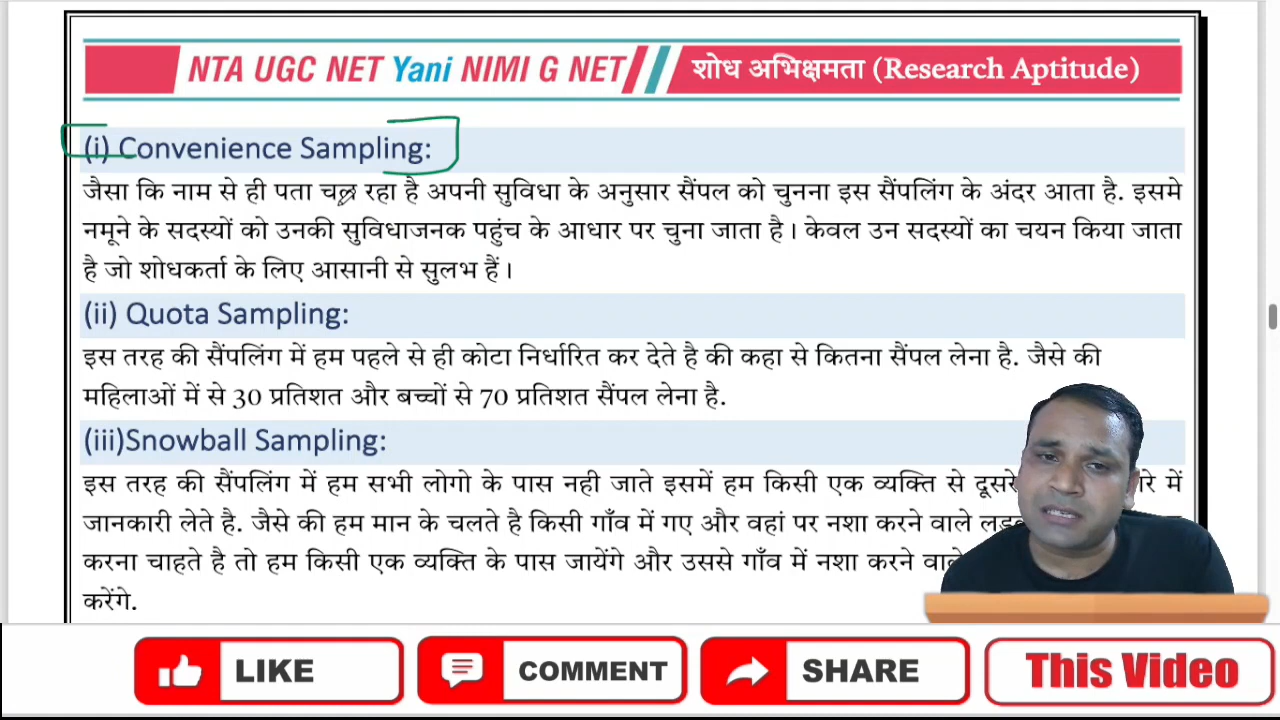 NTA UGC NET Yani NIMI G NET शोध अभिक्षमता (Research Aptitude)
(i) Convenience Sampling:
जैसा कि नाम से ही पता चल रहा है अपनी सुविधा के अनुसार सैंपल को चुनना इस सैंपलिंग के अंदर आता है. इसमे
नमूने के सदस्यों को उनकी सुविधाजनक पहुंच के आधार पर चुना जाता है। केवल उन सदस्यों का चयन किया जाता
है जो शोधकर्ता के लिए आसानी से सुलभ हैं।
(ii) Quota Sampling:
इस तरह की सैंपलिंग में हम पहले से ही कोटा निर्धारित कर देते है की कहा से कितना सैंपल लेना है. जैसे की
महिलाओं में से 30 प्रतिशत और बच्चों से 70 प्रतिशत सैंपल लेना है.
(iii)Snowball Sampling:
इस तरह की सैंपलिंग में हम सभी लोगो के पास नही जाते इसमें हम किसी एक व्यक्ति से में
जानकारी लेते है. जैसे की हम मान के चलते है किसी गाँव में गए और वहां पर नशा करने वाले
करना चाहते है तो हम किसी एक व्यक्ति के पास जायेंगे और उससे गाँव में नशा करने
करेंगे.
LIKE COMMENT SHARE This Video